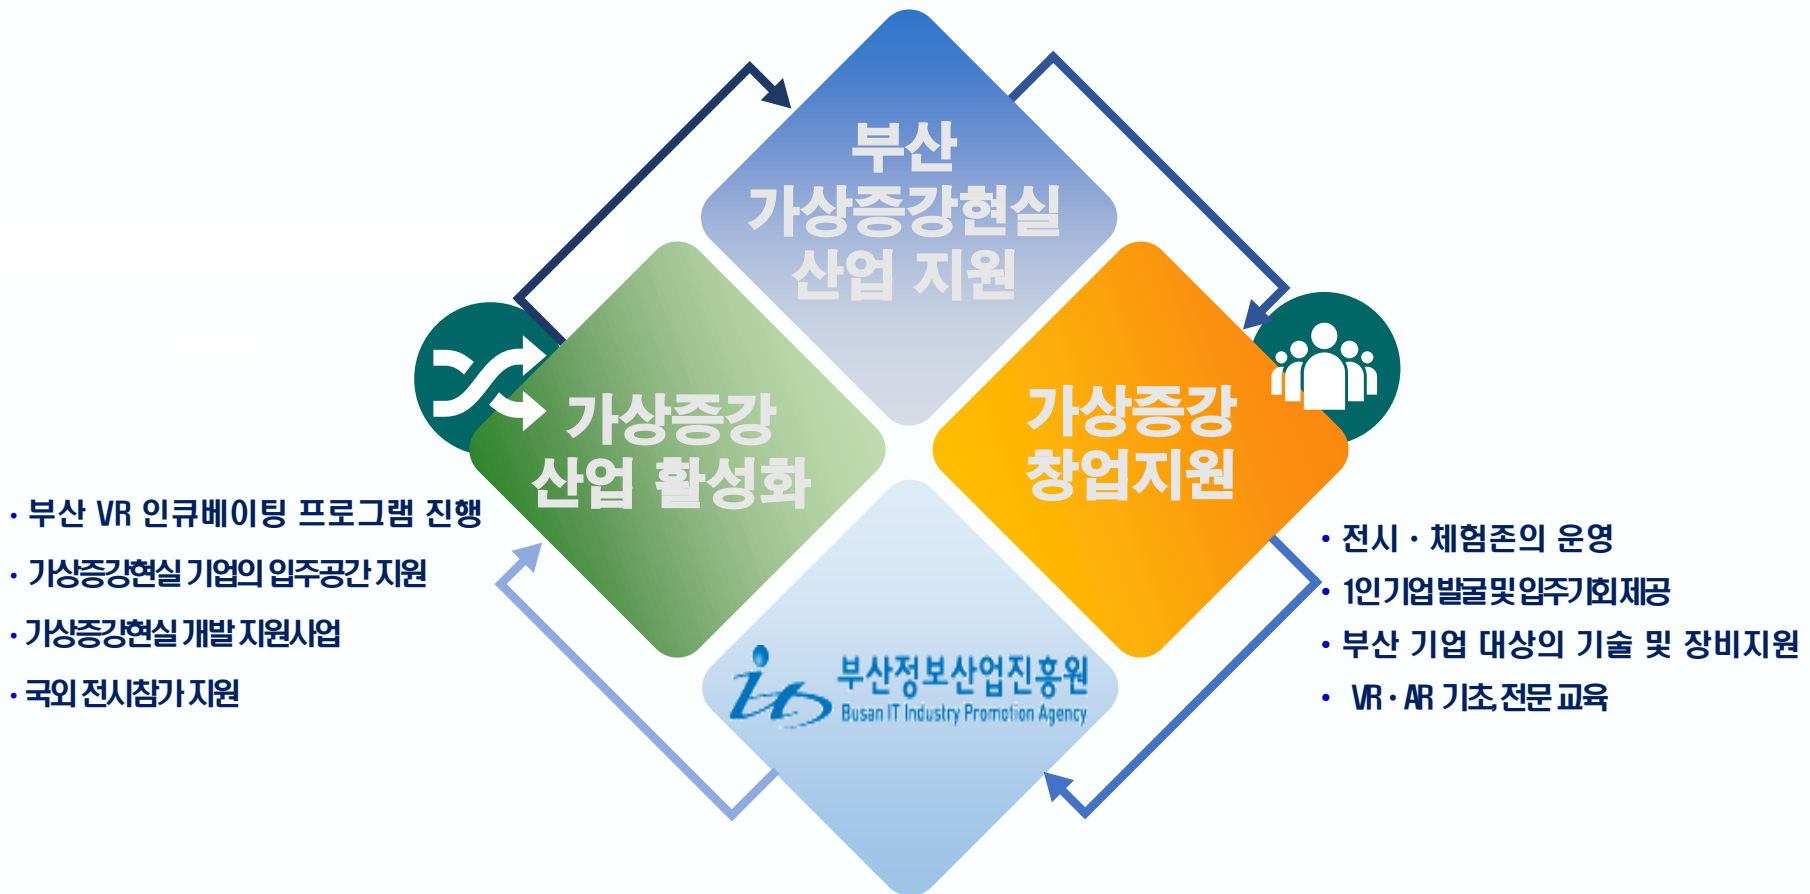 부산
가상증강현실
산업 지원
가상증강
산업 활성화
가상증강
창업지원
· 부산 VR 인큐베이팅 프로그램 진행
· 가상증강현실 기업의 입주공간 지원
· 가상증강현실 개발 지원사업
· 국외 전시참가 지원
• 전시 · 체험존의 운영
• 1인 기업 발굴 및 입주기회 제공
• 부산 기업 대상의 기술 및 장비지원
• VR · AR 기초, 전문 교육
부산정보산업진흥원
Busan IT Industry Promotion Agency